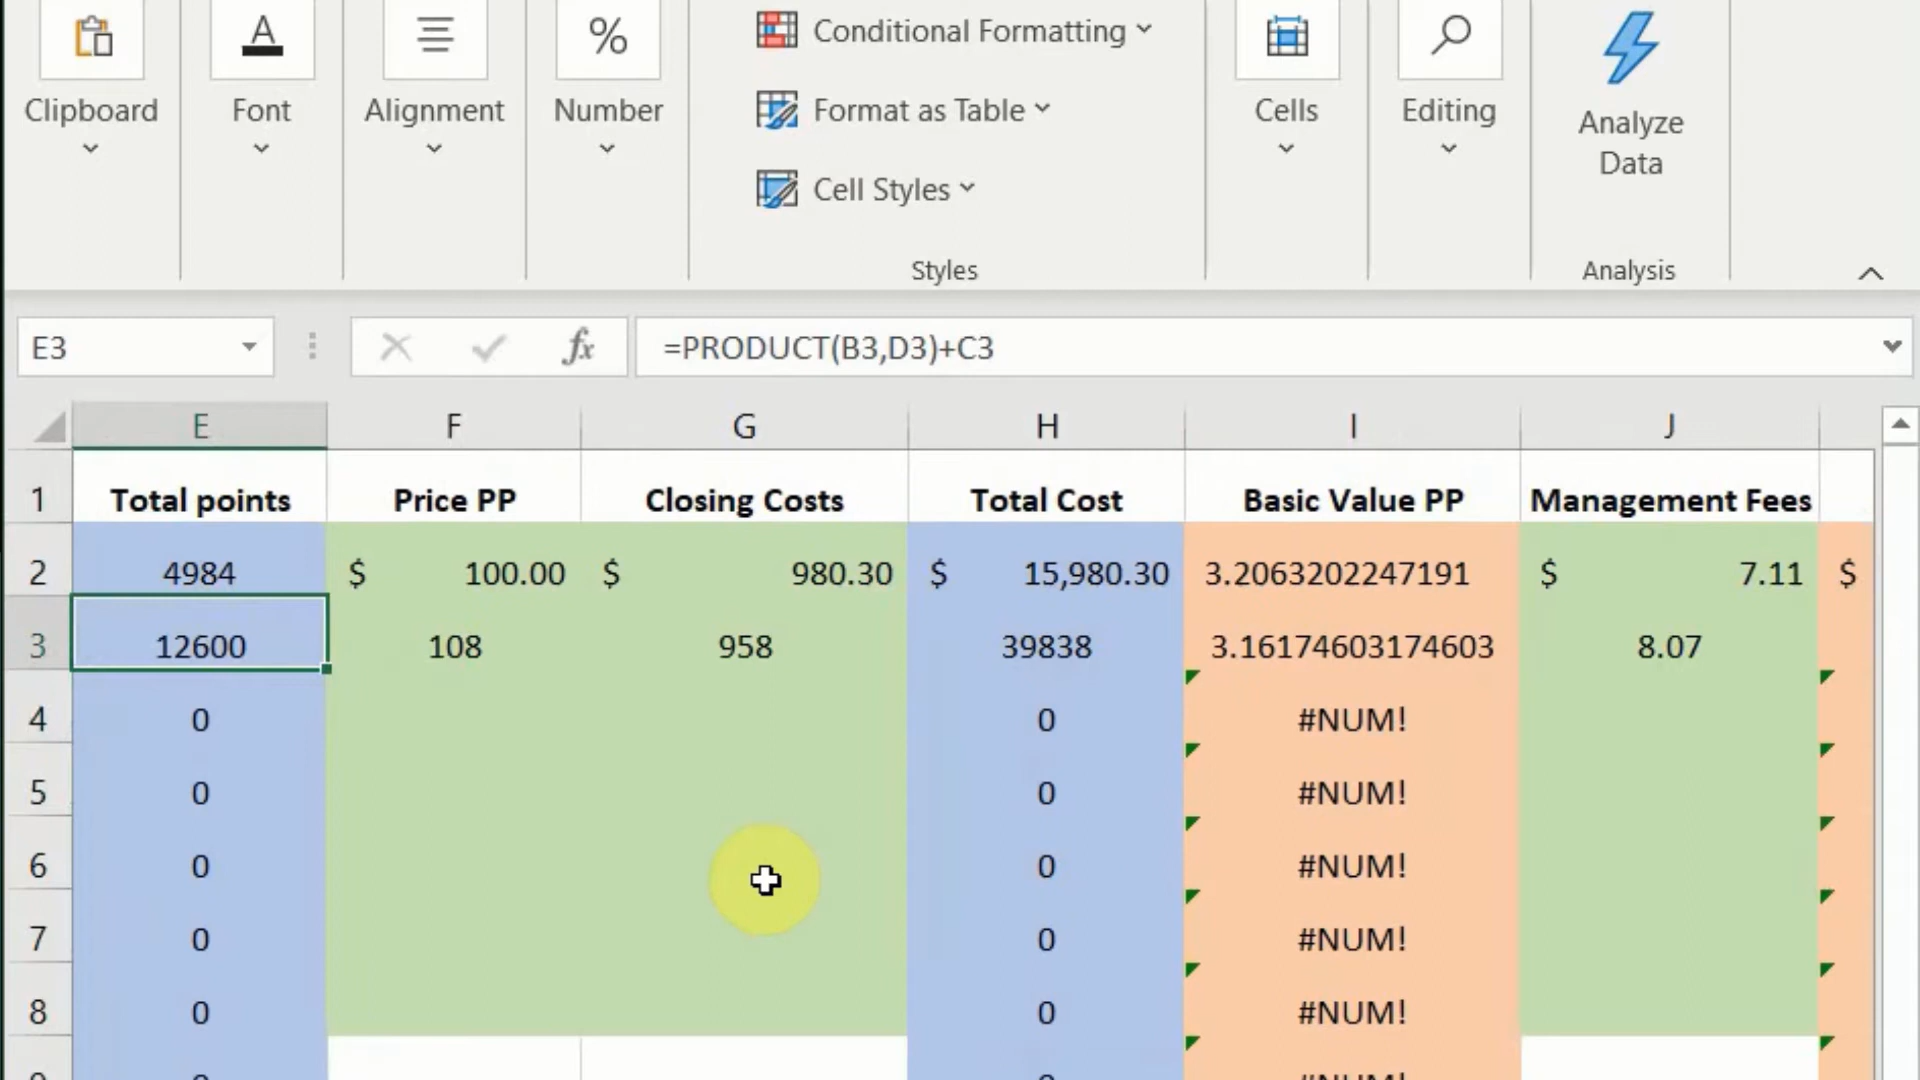 Clipboard
Font
Alignment
Number
Conditional Formatting
Format as Table
Cell Styles
Styles
Cells
Editing
Analyze
Data
Analysis
E3
fx
=PRODUCT(B3,D3)+C3
E F G H I J
1 Total points Price PP Closing Costs Total Cost Basic Value PP Management Fees
2 4984 $ 100.00 $ 980.30 $ 15,980.30 3.2063202247191 $ 7.11 $
3 12600 108 958 39838 3.16174603174603 8.07
4 0 0 #NUM!
5 0 0 #NUM!
6 0 0 #NUM!
7 0 0 #NUM!
8 0 0 #NUM!